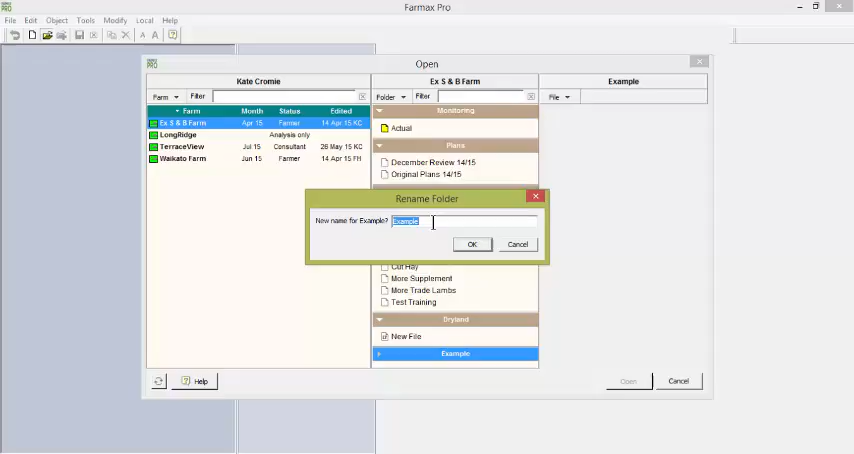 Farmax Pro
PRO
File Edit Object Tools Modify Local Help
Open
PRO
Kate Cromie
Farm Filter
Farm Month Status Edited
Ex S & B Farm Apr 15 Farmer 14 Apr 15 KC
LongRidge Analysis only
TerraceView Jul 15 Consultant 26 May 15 KC
Waikato Farm Jun 15 Farmer 14 Apr 15 FH
Ex S & B Farm
Folder Filter
Monitoring
Actual
Plans
December Review 14/15
Original Plans 14/15
Example
File
Rename Folder
New name for Example? Example
OK Cancel
Cut Hay
More Supplement
More Trade Lambs
Test Training
Dryland
New File
Example
Help
Open Cancel